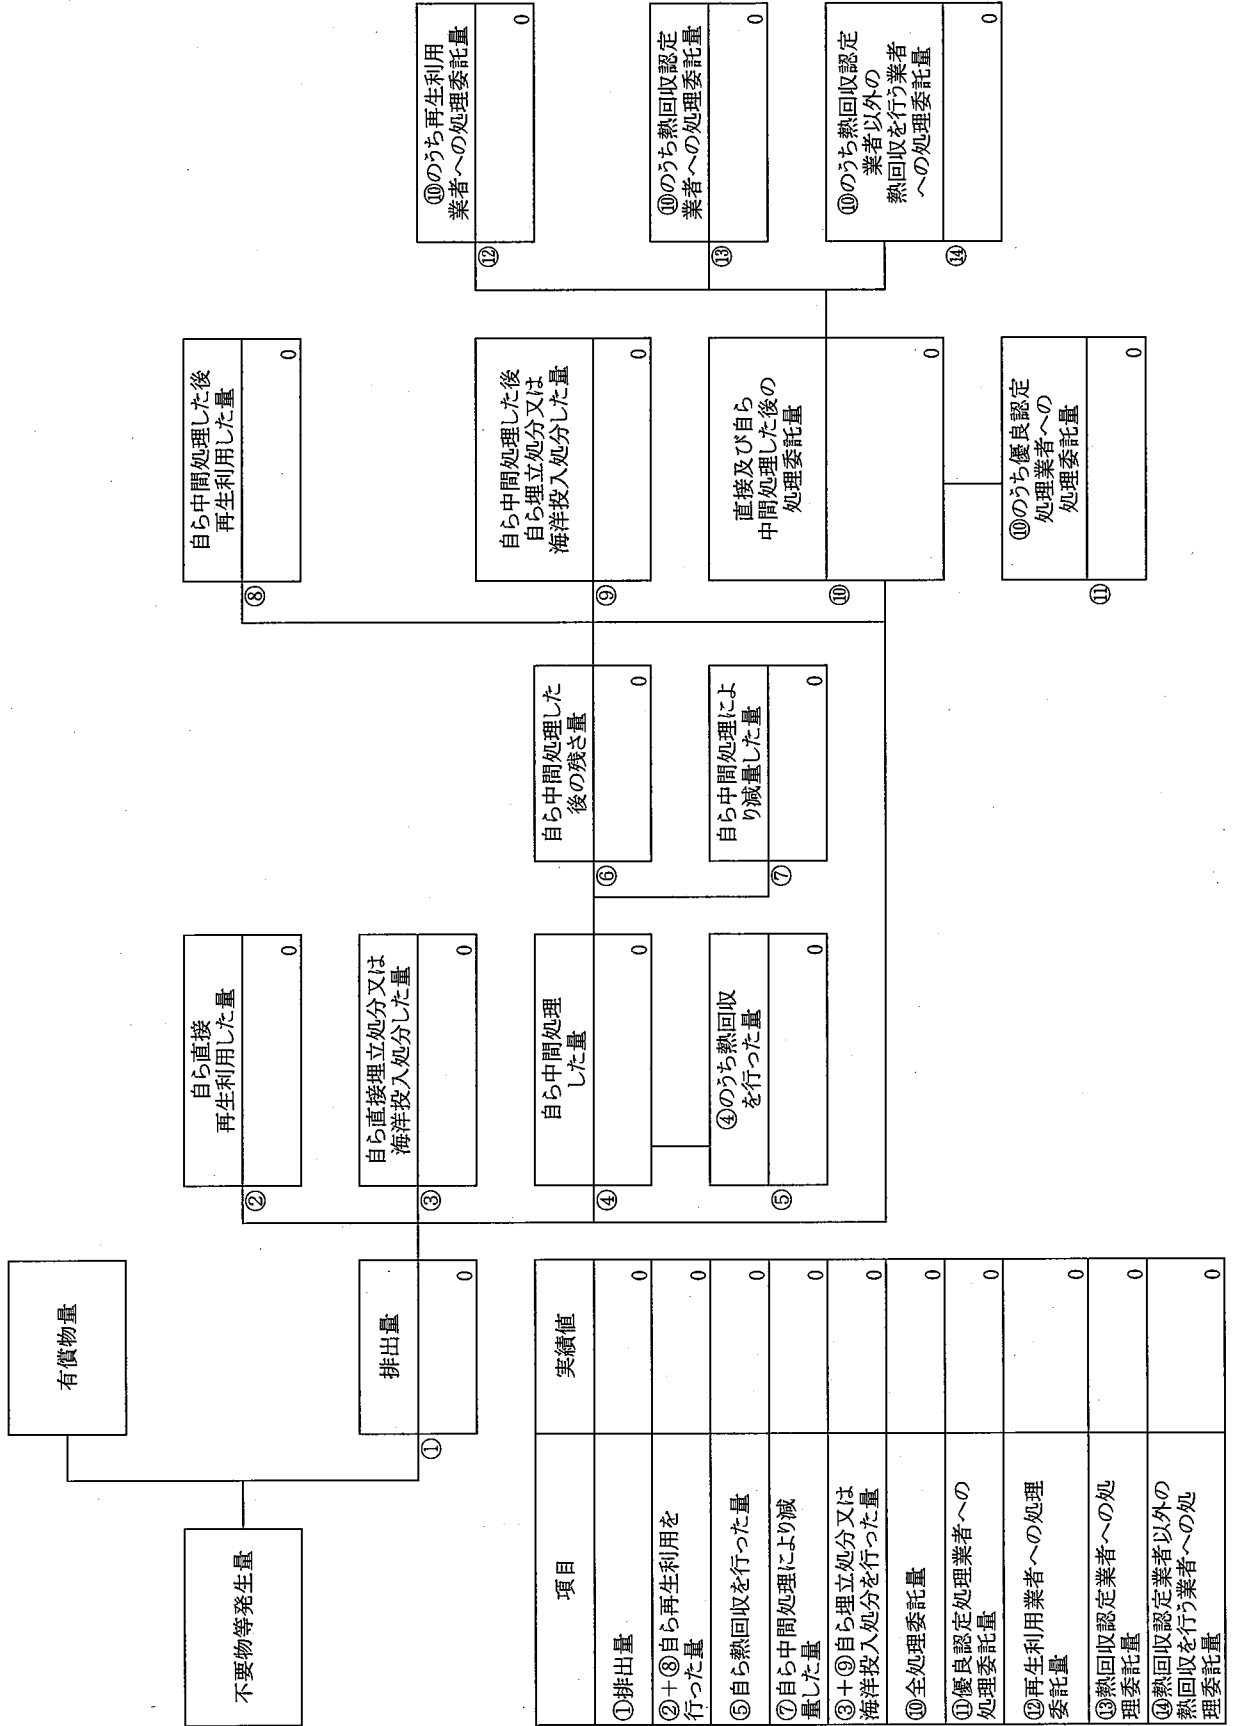 不要物等発生量
有償物量
①
排出量
0
②
自ら直接
再生利用した量
0
③
自ら直接埋立処分又は
海洋投入処分した量
0
④
自ら中間処理
した量
0
⑤
④のうち熱回収
を行った量
0
⑥
自ら中間処理した
後の残さ量
0
⑦
自ら中間処理によ
り減量した量
0
⑧
自ら中間処理した後
再生利用した量
0
⑨
自ら中間処理した後
自ら埋立処分又は
海洋投入処分した量
0
⑩
直接及び自ら
中間処理した後の
処理委託量
0
⑪
⑩のうち優良認定
処理業者への
処理委託量
0
⑫
⑩のうち再生利用
業者への処理委託量
0
⑬
⑩のうち熱回収認定
業者への処理委託量
0
⑭
⑩のうち熱回収認定
業者以外の
熱回収を行う業者
への処理委託量
0
項目
実績値
①排出量
0
②+⑧自ら再生利用を
行った量
0
⑤自ら熱回収を行った量
0
⑦自ら中間処理により減
量した量
0
③+⑨自ら埋立処分又は
海洋投入処分を行った量
0
⑩全処理委託量
0
⑪優良認定処理業者への
処理委託量
0
⑫再生利用業者への処理
委託量
0
⑬熱回収認定業者への処
理委託量
0
⑭熱回収認定業者以外の
熱回収を行う業者への処
理委託量
0